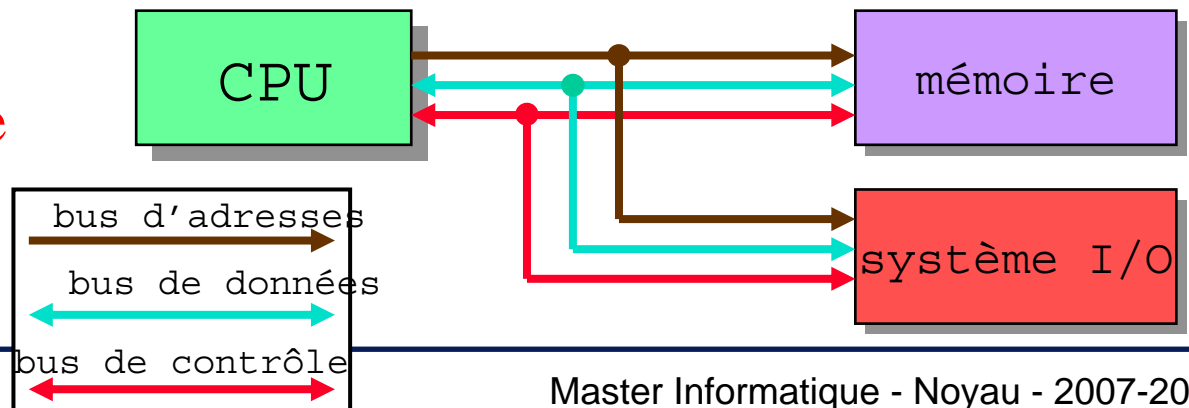 CPU
mémoire
e
bus d'adresses
système I/O
bus de données
bus de contrôle
Master Informatique - Noyau - 2007-20